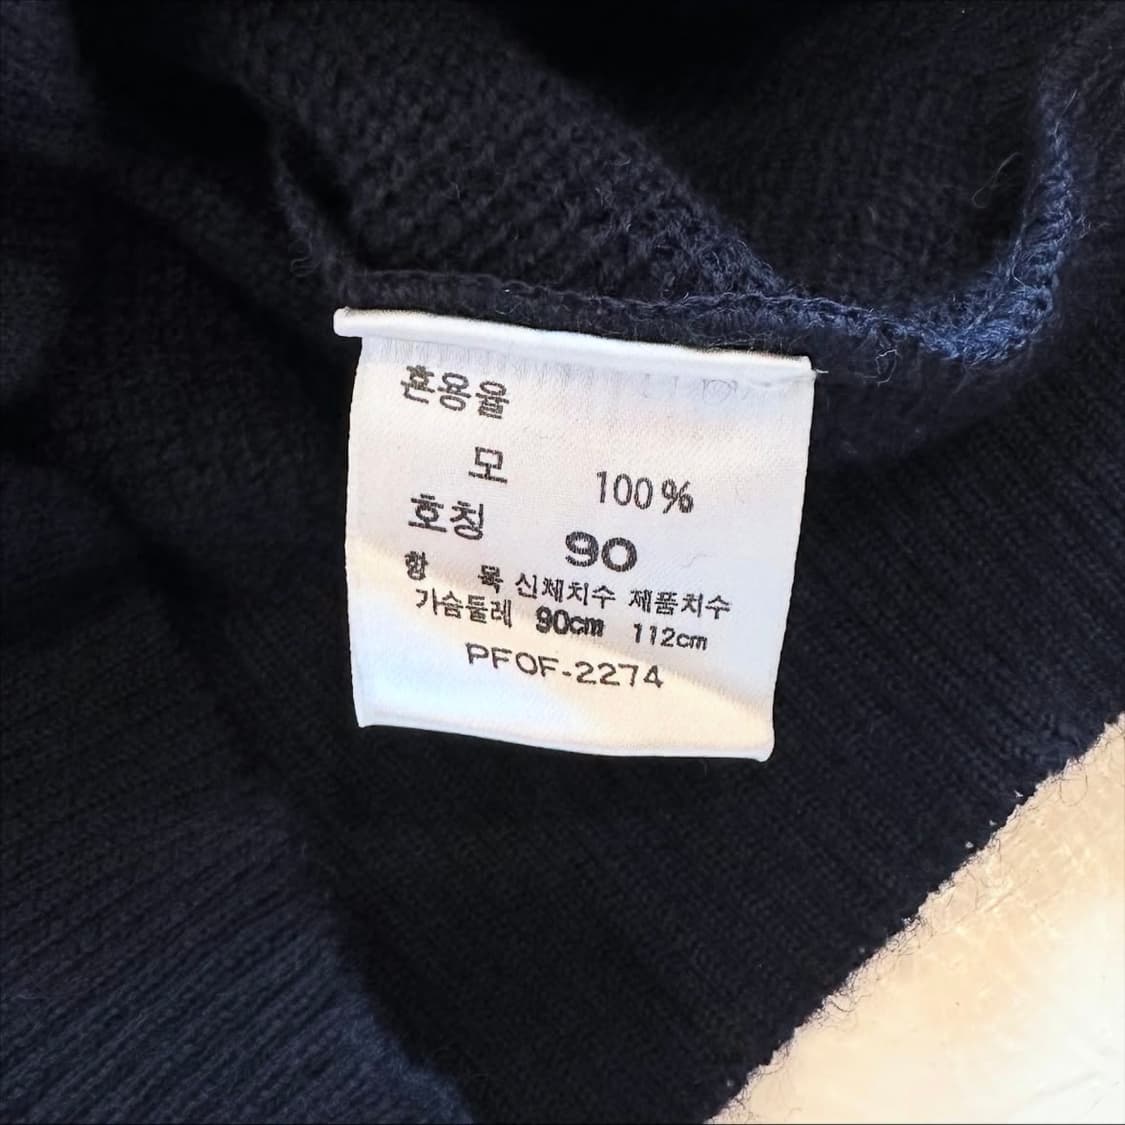 혼용율
모 100%
호칭 90
항 목 신체치수 제품치수
가슴둘레 90cm 112cm
PFOF-2274